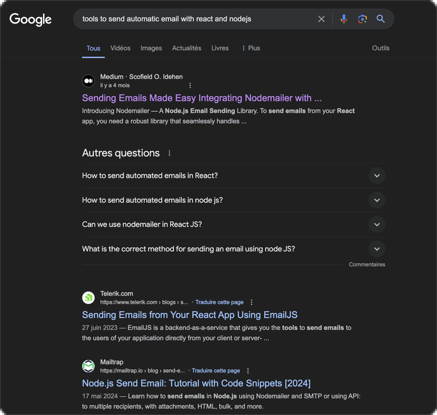 Google
tools to send automatic email with react and nodejs
Tous Vidéos Images Actualités Livres Plus Outils
Medium · Scofield O. Idehen
il y a 4 mois
Sending Emails Made Easy Integrating Nodemailer with ...
Introducing Nodemailer — A Node.js Email Sending Library. To send emails from your React
app, you need a robust library that seamlessly handles ...
Autres questions
How to send automated emails in React?
How to send automated emails in node js?
Can we use nodemailer in React JS?
What is the correct method for sending an email using node JS?
Commentaires
Telerik.com
https://www.telerik.com › blogs › s... · Traduire cette page
Sending Emails from Your React App Using EmailJS
27 juin 2023 — EmailJS is a backend-as-a-service that gives you the tools to send emails to
the users of your application directly from your client or server- ...
Mailtrap
https://mailtrap.io › blog › send-e... · Traduire cette page
Node.js Send Email: Tutorial with Code Snippets [2024]
17 mai 2024 — Learn how to send emails in Node.js using Nodemailer and SMTP or using API:
to multiple recipients, with attachments, HTML, bulk, and more.